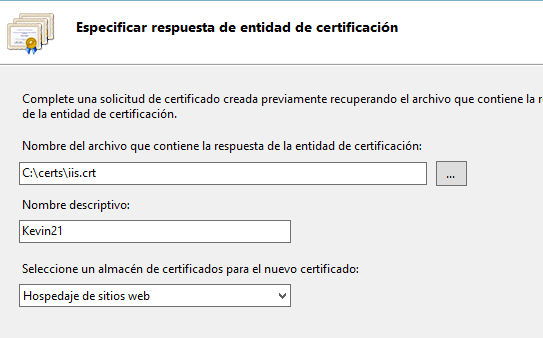 Especificar respuesta de entidad de certificación
Complete una solicitud de certificado creada previamente recuperando el archivo que contiene la
de la entidad de certificación.
Nombre del archivo que contiene la respuesta de la entidad de certificación:
C:\certs\iis.crt
...
Nombre descriptivo:
Kevin21
Seleccione un almacén de certificados para el nuevo certificado:
Hospedaje de sitios web